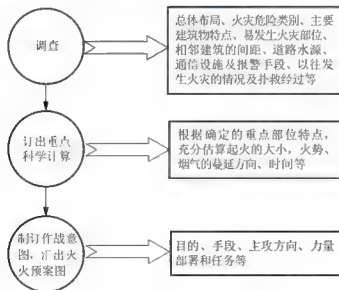 调查
总体布局、火灾危险类别、主要
建筑物特点、易发生火灾部位、
相邻建筑的间距、道路水源、
通信设施及报警手段、以往发
生火灾的情况及扑救经过等
订出重点
科学计算
根据确定的重点部位特点，
充分估算起火的大小，火势、
烟气的蔓延方向、时间等
制订作战意
图，汇出火
火预案图
目的、手段、主攻方向、力量
部署和任务等